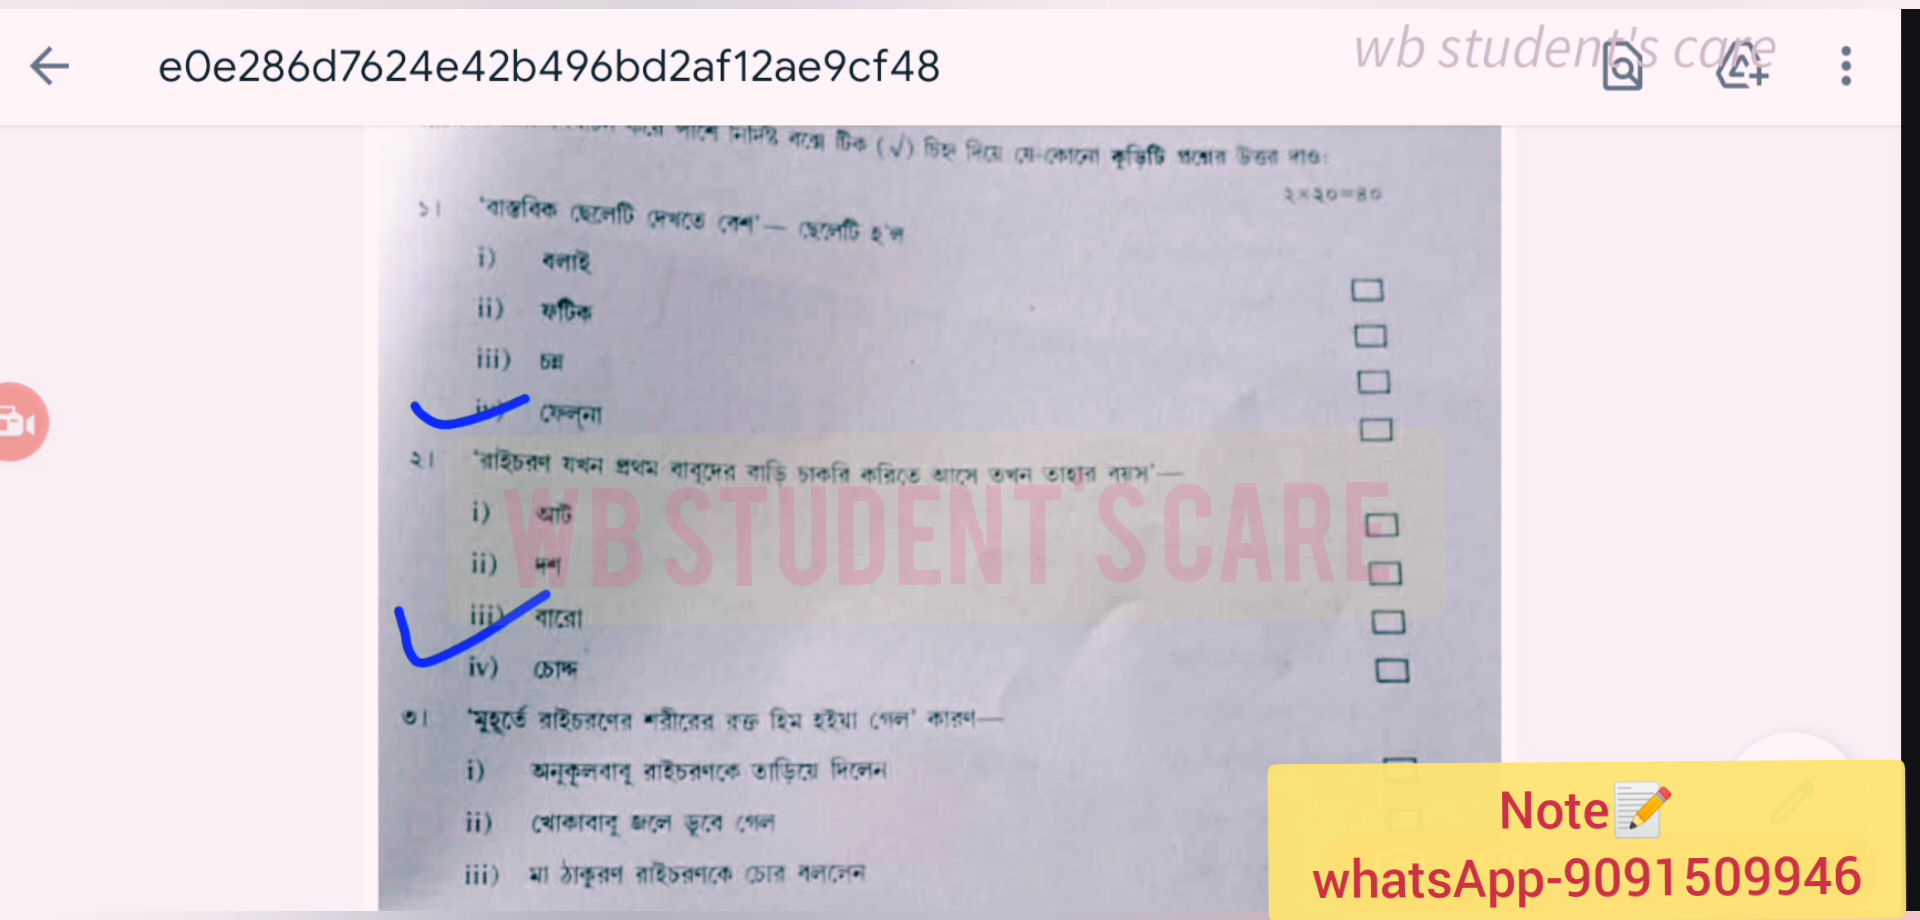 e0e286d7624e42b496bd2af12ae9cf48
wb student's care
করে পাশে নির্দিষ্ট বক্সে টিক (√) চিহ্ন দিয়ে যে-কোনো কুড়িটি প্রশ্নের উত্তর দাও:
২×২০=৪০
১। 'বাস্তবিক ছেলেটি দেখতে বেশ'— ছেলেটি হ'ল
i) বলাই
ii) ফটিক
iii) চন্ন
iv) ফেল্‌না
২। 'রাইচরণ যখন প্রথম বাবুদের বাড়ি চাকরি করিতে আসে তখন তাহার বয়স'—
i) আট
ii) দশ
WB STUDENT'S CARE
iii) বারো
iv) চোদ্দ
৩। 'মুহূর্তে রাইচরণের শরীরের রক্ত হিম হইয়া গেল' কারণ—
i) অনুকূলবাবু রাইচরণকে তাড়িয়ে দিলেন
ii) খোকাবাবু জলে ডুবে গেল
iii) মা ঠাকুরণ রাইচরণকে চোর বললেন
Note
whatsApp-9091509946